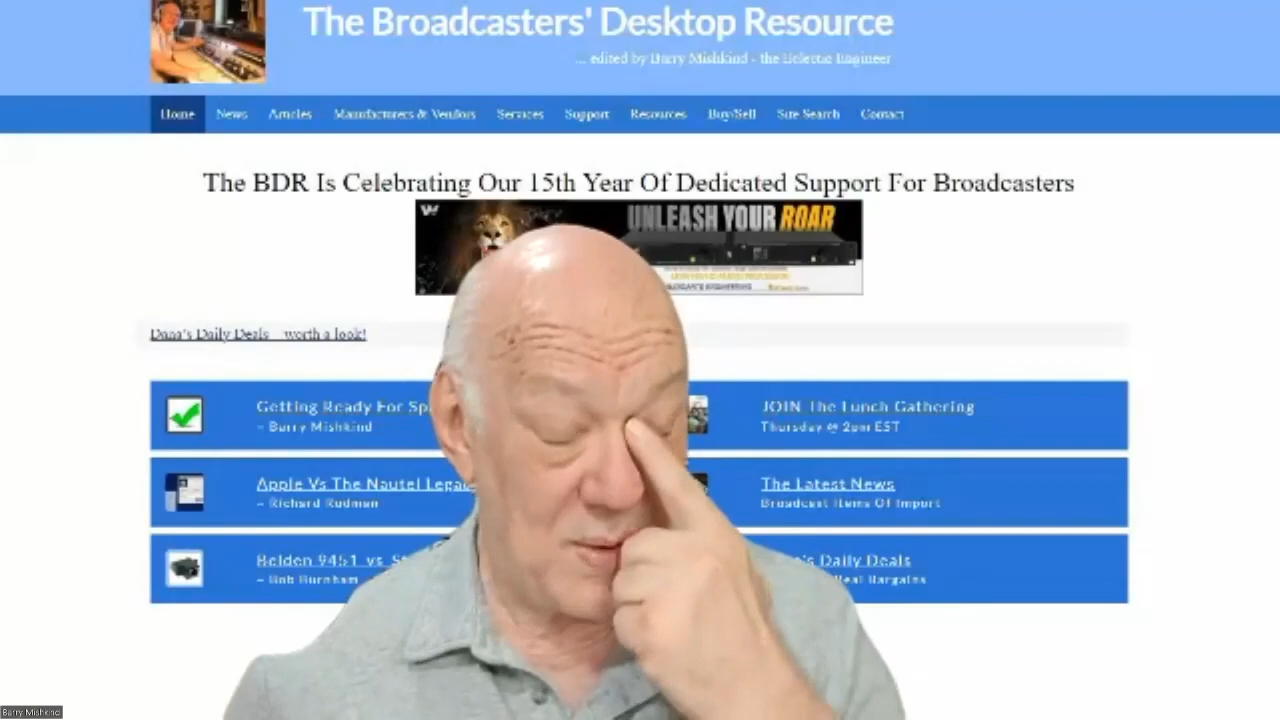 The Broadcasters' Desktop Resource
... edited by Barry Mishkind - the Eclectic Engineer
Home News Articles Manufacturers & Vendors Services Support Resources Buy/Sell Site Search Contact
The BDR Is Celebrating Our 15th Year Of Dedicated Support For Broadcasters
UNLEASH YOUR ROAR
Dana's Daily Deals worth a look!
Getting Ready For
~ Barry Mishkind
JOIN The Lunch Gathering
Thursday @ 2pm EST
Apple Vs The Nautel
~ Richard Rudman
The Latest News
Broadcast Items Of Import
Belden 9451 vs
~ Bob Burnham
Daily Deals
Real Bargains
Barry Mishkind